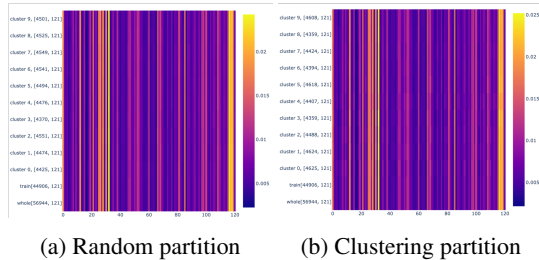 cluster 9, [4501, 121]
cluster 8, [4525, 121]
cluster 7, [4549, 121]
cluster 6, [4541, 121]
cluster 5, [4494, 121]
cluster 4, [4476, 121]
cluster 3, [4370, 121]
cluster 2, [4551, 121]
cluster 1, [4474, 121]
cluster 0, [4425, 121]
train[44906, 121]
whole[56944, 121]
0 20 40 60 80 100 120
0.02
0.015
0.01
0.005
(a) Random partition
cluster 9, [4608, 121]
cluster 8, [4359, 121]
cluster 7, [4424, 121]
cluster 6, [4394, 121]
cluster 5, [4618, 121]
cluster 4, [4407, 121]
cluster 3, [4359, 121]
cluster 2, [4488, 121]
cluster 1, [4624, 121]
cluster 0, [4625, 121]
train[44906, 121]
whole[56944, 121]
0 20 40 60 80 100 120
0.025
0.02
0.015
0.01
0.005
(b) Clustering partition